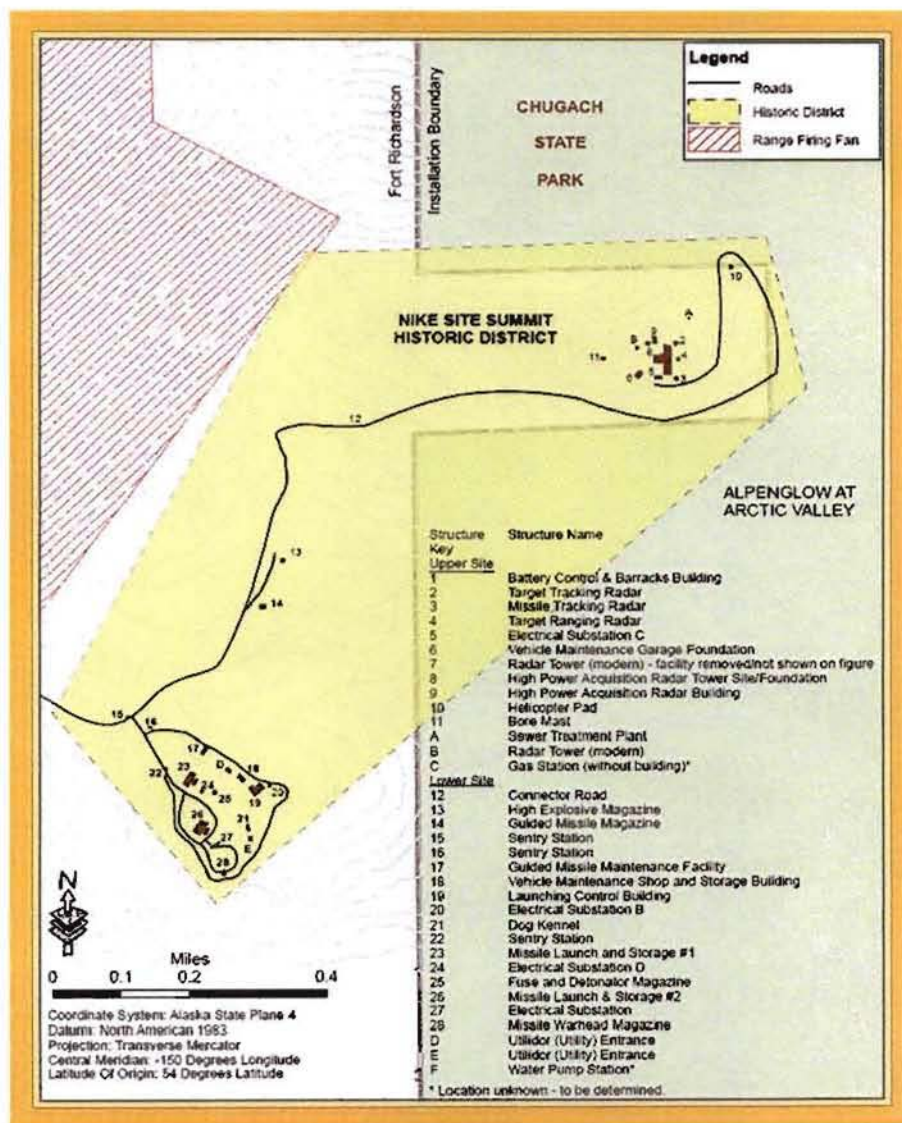 Legend
Roads
Historic District
Range Firing Fan
CHUGACH
STATE
PARK
Fort Richardson
Installation Boundary
NIKE SITE SUMMIT
HISTORIC DISTRICT
10
A
B
11
12
ALPENGLOW AT
ARCTIC VALLEY
13
14
15
16
17
D
18
22
23
24
25
19
20
26
21
27
E
28
Structure Key Structure Name
Upper Site
1 Battery Control & Barracks Building
2 Target Tracking Radar
3 Missile Tracking Radar
4 Target Ranging Radar
5 Electrical Substation C
6 Vehicle Maintenance Garage Foundation
7 Radar Tower (modern) - facility removed/not shown on figure
8 High Power Acquisition Radar Tower Site/Foundation
9 High Power Acquisition Radar Building
10 Helicopter Pad
11 Bore Mast
A Sewer Treatment Plant
B Radar Tower (modern)
C Gas Station (without building)*
Lower Site
12 Connector Road
13 High Explosive Magazine
14 Guided Missile Magazine
15 Sentry Station
16 Sentry Station
17 Guided Missile Maintenance Facility
18 Vehicle Maintenance Shop and Storage Building
19 Launching Control Building
20 Electrical Substation B
21 Dog Kennel
22 Sentry Station
23 Missile Launch and Storage #1
24 Electrical Substation D
25 Fuse and Detonator Magazine
26 Missile Launch & Storage #2
27 Electrical Substation
28 Missile Warhead Magazine
D Utilidor (Utility) Entrance
E Utilidor (Utility) Entrance
F Water Pump Station*
* Location unknown - to be determined.
N
Miles
0 0.1 0.2 0.4
Coordinate System: Alaska State Plane 4
Datum: North American 1983
Projection: Transverse Mercator
Central Meridian: -150 Degrees Longitude
Latitude Of Origin: 54 Degrees Latitude